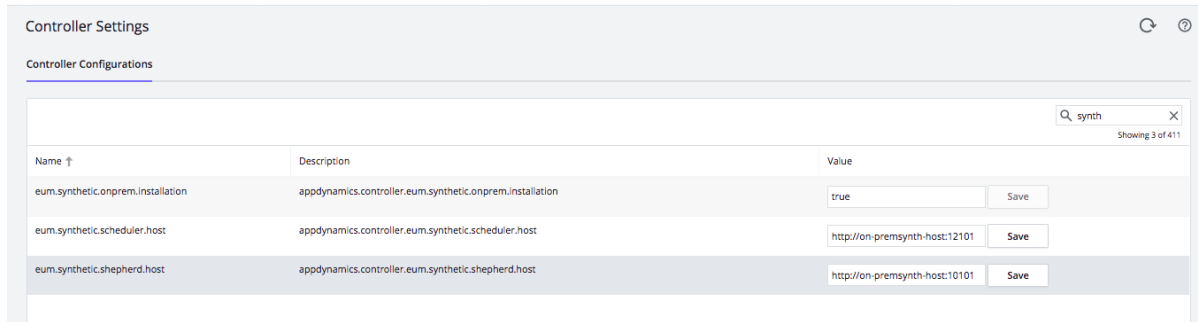 Controller Settings
Controller Configurations
synth
Showing 3 of 411
Name ↑ Description Value
eum.synthetic.onprem.installation appdynamics.controller.eum.synthetic.onprem.installation true Save
eum.synthetic.scheduler.host appdynamics.controller.eum.synthetic.scheduler.host http://on-premsynth-host:12101 Save
eum.synthetic.shepherd.host appdynamics.controller.eum.synthetic.shepherd.host http://on-premsynth-host:10101 Save